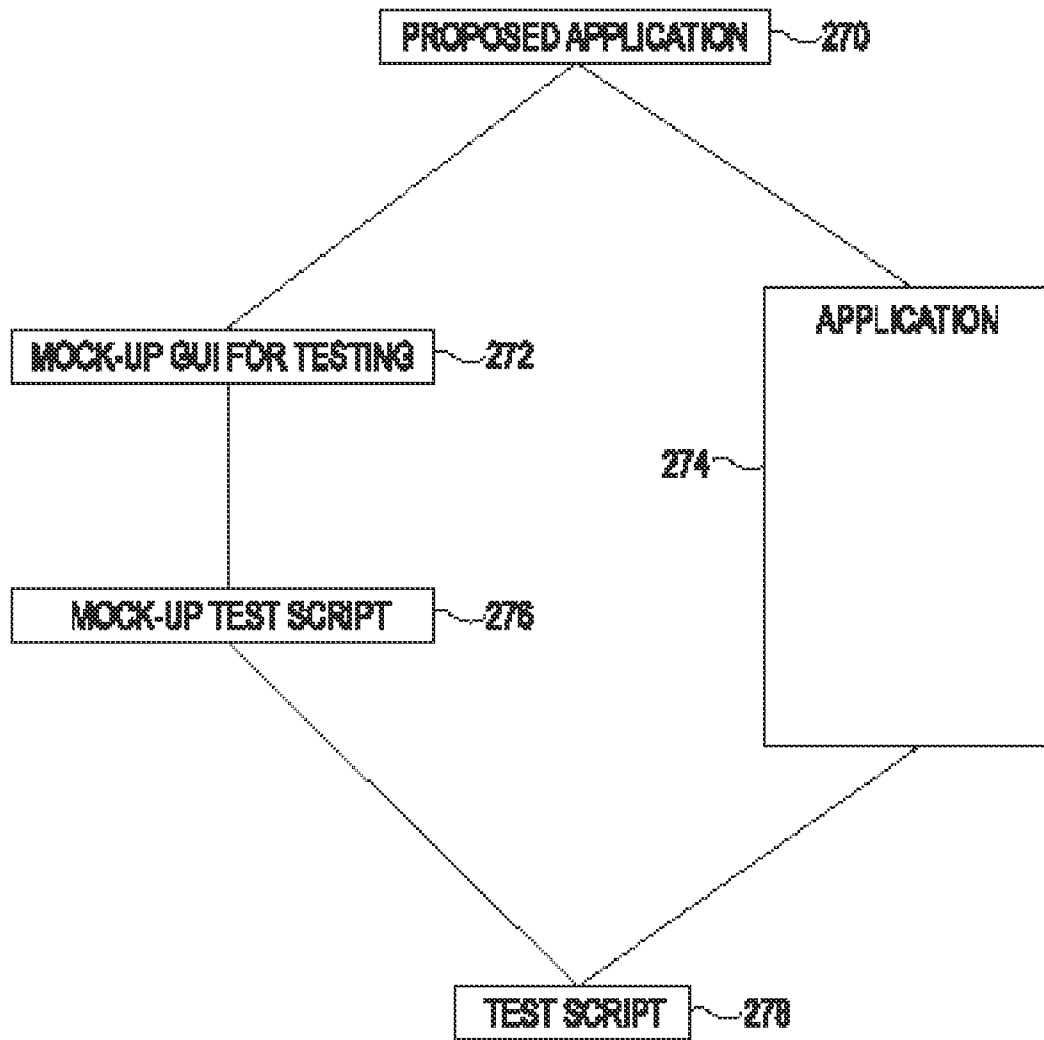 PROPOSED APPLICATION 270
APPLICATION
MOCK-UP GUI FOR TESTING 272
274
MOCK-UP TEST SCRIPT 276
TEST SCRIPT 278